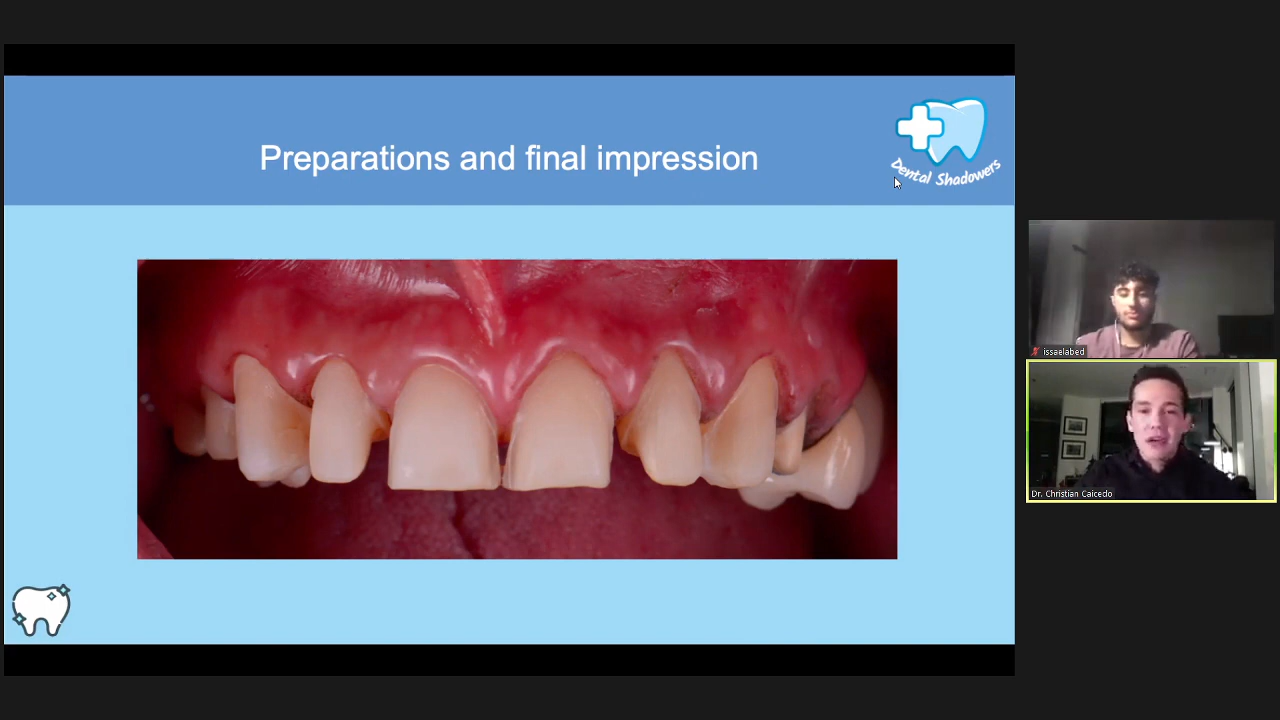 Preparations and final impression
Dental Shadowers
issaelabed
Dr. Christian Caicedo